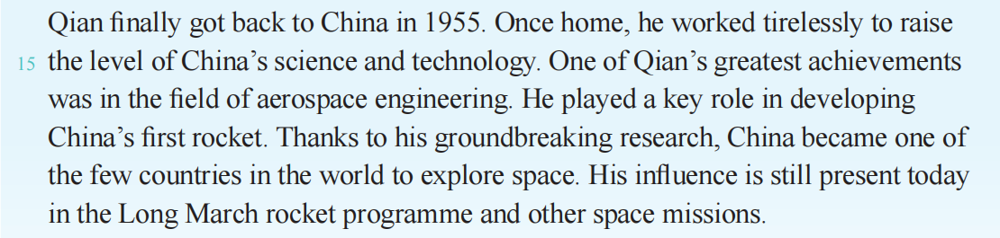 Qian finally got back to China in 1955. Once home, he worked tirelessly to raise
15 the level of China’s science and technology. One of Qian’s greatest achievements
was in the field of aerospace engineering. He played a key role in developing
China’s first rocket. Thanks to his groundbreaking research, China became one of
the few countries in the world to explore space. His influence is still present today
in the Long March rocket programme and other space missions.